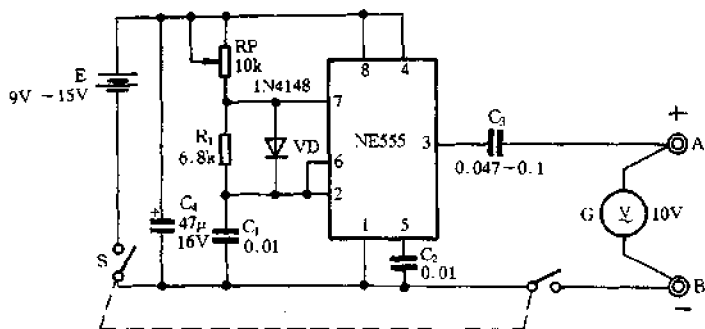 RP
10k
1N4148
8
4
E
9V ~15V
7
NE555
3
C3
0.047~0.1
+
A
R1
6.8k
VD
6
2
G
V
10V
C4
+
47μ
16V
C1
0.01
1
5
C2
0.01
S
B
−